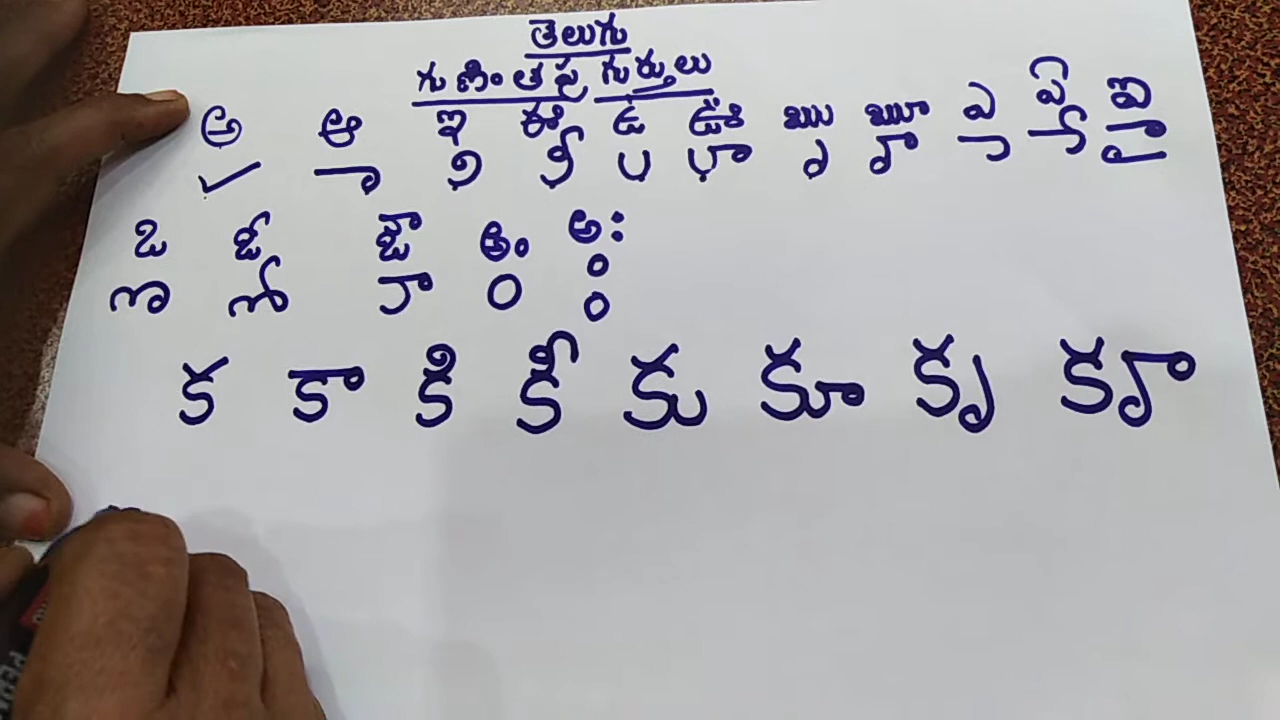 తెలుగు
గుణింతపు గుర్తులు
అ ఆ ఇ ఈ ఉ ఊ ఋ ౠ ఎ ఏ ఐ
✓ ా ి ీ ు ూ ృ ౄ ె ే ై
ఒ ఓ ఔ అం అః
ొ ో ౌ ం ః
క కా కి కీ కు కూ కృ కౄ